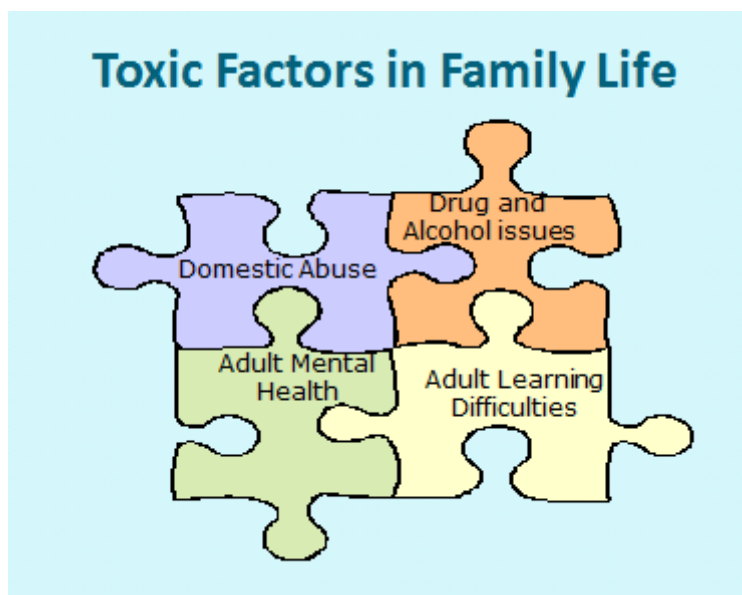 Toxic Factors in Family Life
Drug and
Alcohol issues
Domestic Abuse
Adult Mental
Health
Adult Learning
Difficulties